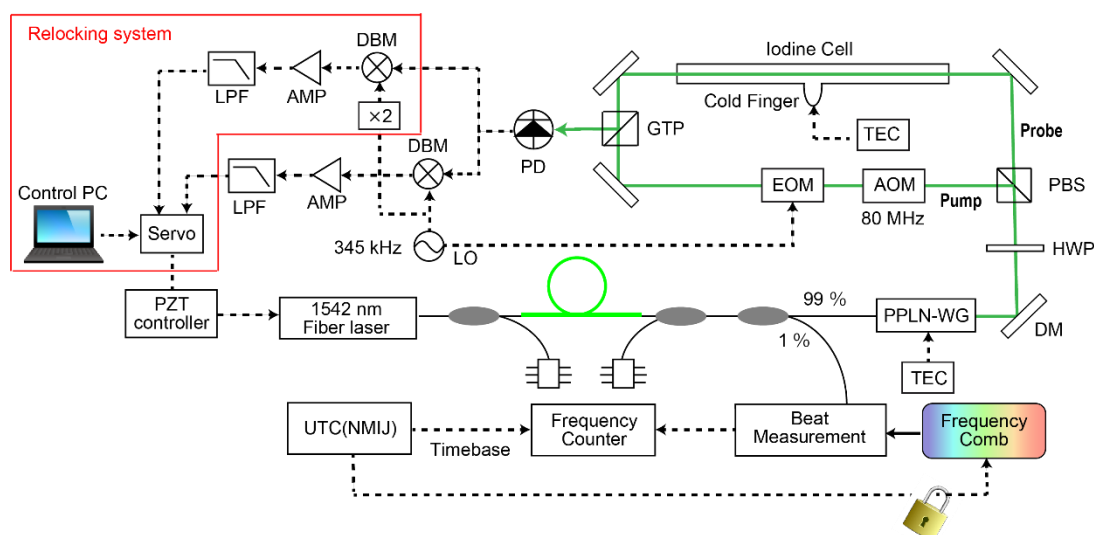 Relocking system
DBM
LPF
AMP
×2
Iodine Cell
Cold Finger
TEC
GTP
PD
Probe
DBM
LPF
AMP
Control PC
Servo
EOM
AOM
Pump
PBS
80 MHz
345 kHz
LO
HWP
PZT
controller
1542 nm
Fiber laser
99 %
1 %
PPLN-WG
DM
TEC
UTC(NMIJ)
Timebase
Frequency
Counter
Beat
Measurement
Frequency
Comb